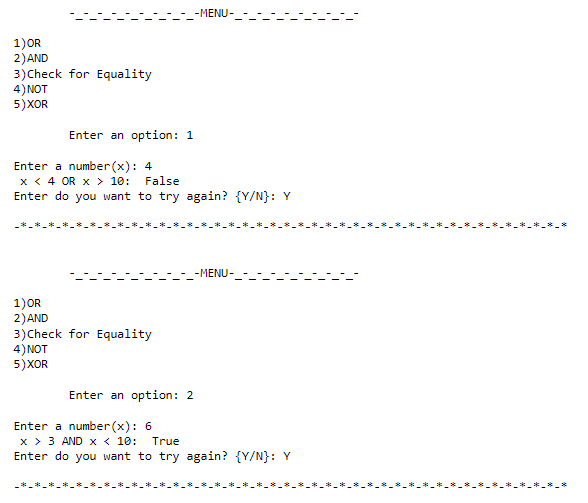 -_-_-_-_-_-_-_-_-_-MENU-_-_-_-_-_-_-_-_-_-
1)OR
2)AND
3)Check for Equality
4)NOT
5)XOR
Enter an option: 1
Enter a number(x): 4
x < 4 OR x > 10:  False
Enter do you want to try again? {Y/N}: Y
-*-*-*-*-*-*-*-*-*-*-*-*-*-*-*-*-*-*-*-*-*-*-*-*-*-*-*-*-*-*-*-*-*-*-*-*-*-*-*-*
-_-_-_-_-_-_-_-_-_-MENU-_-_-_-_-_-_-_-_-_-
1)OR
2)AND
3)Check for Equality
4)NOT
5)XOR
Enter an option: 2
Enter a number(x): 6
x > 3 AND x < 10:  True
Enter do you want to try again? {Y/N}: Y
-*-*-*-*-*-*-*-*-*-*-*-*-*-*-*-*-*-*-*-*-*-*-*-*-*-*-*-*-*-*-*-*-*-*-*-*-*-*-*-*